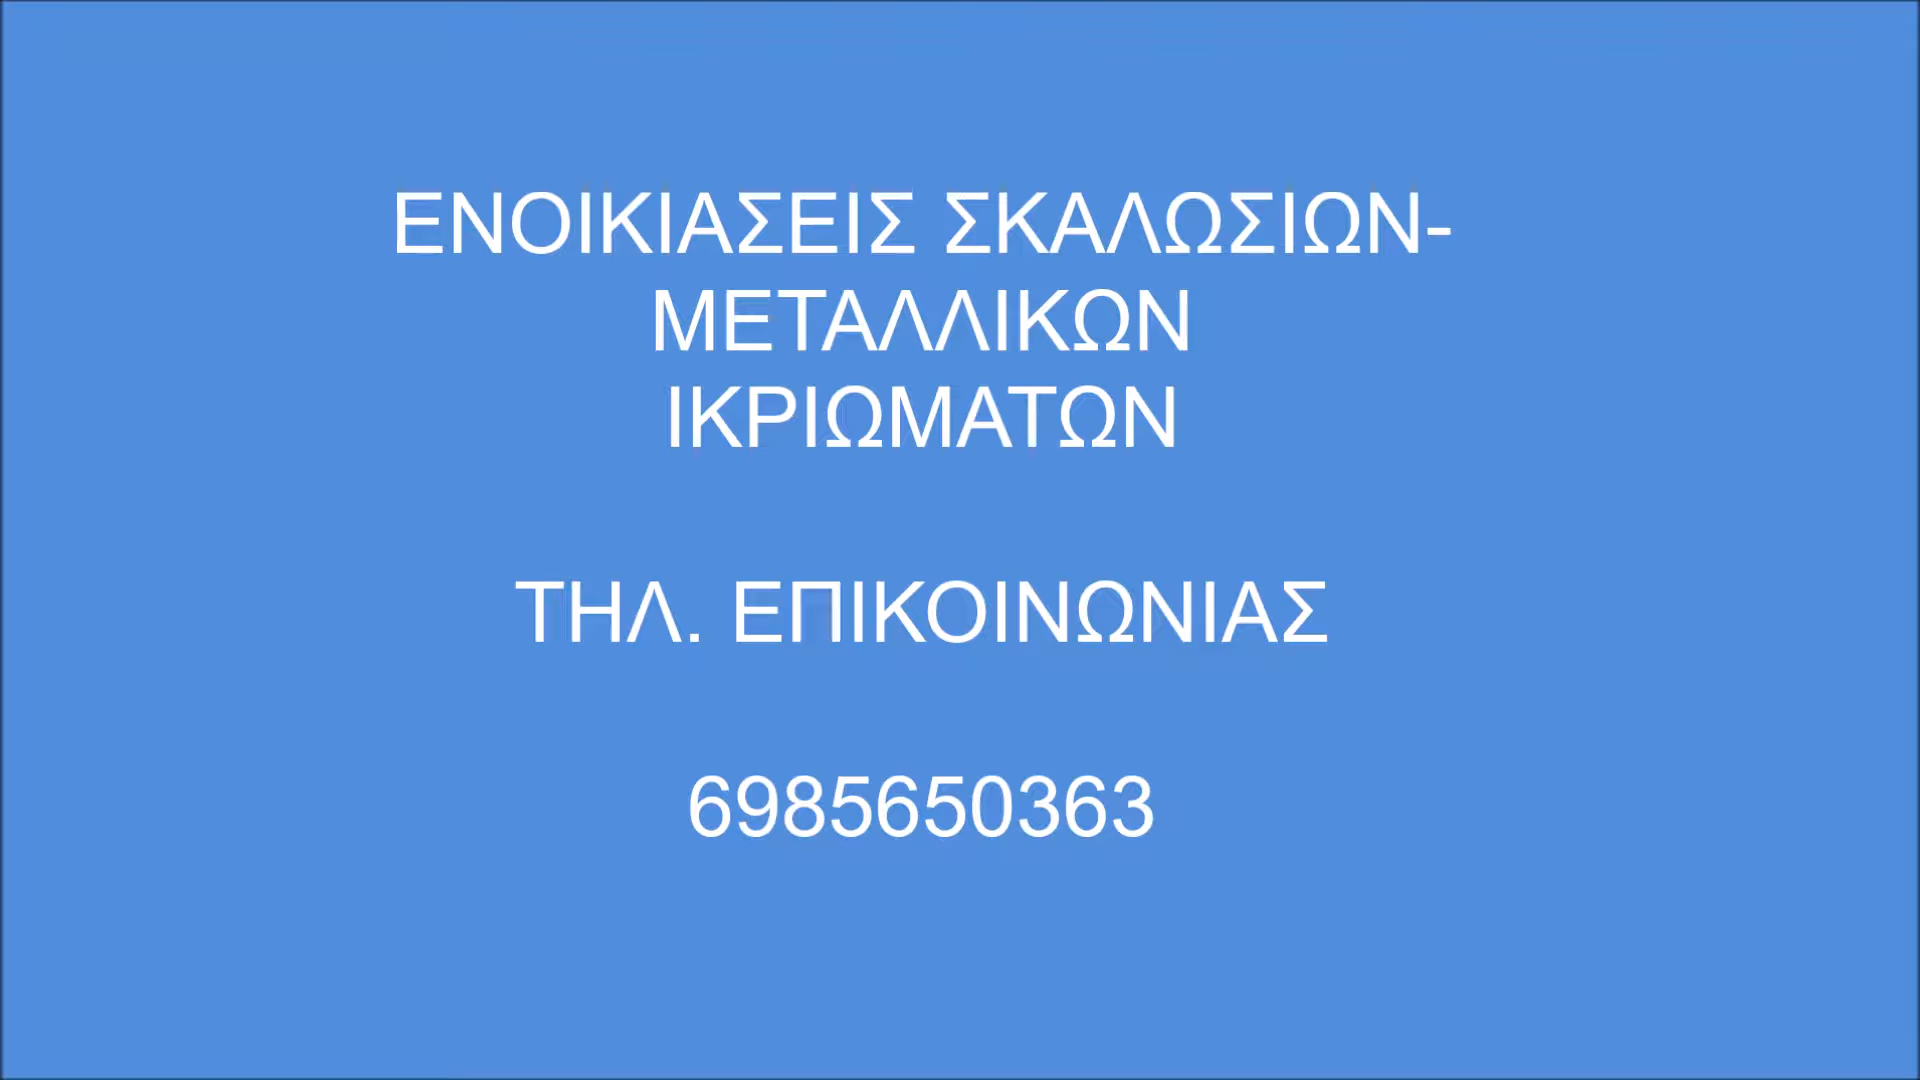 ΕΝΟΙΚΙΑΣΕΙΣ ΣΚΑΛΩΣΙΩΝ-
ΜΕΤΑΛΛΙΚΩΝ
ΙΚΡΙΩΜΑΤΩΝ
ΤΗΛ. ΕΠΙΚΟΙΝΩΝΙΑΣ
6985650363